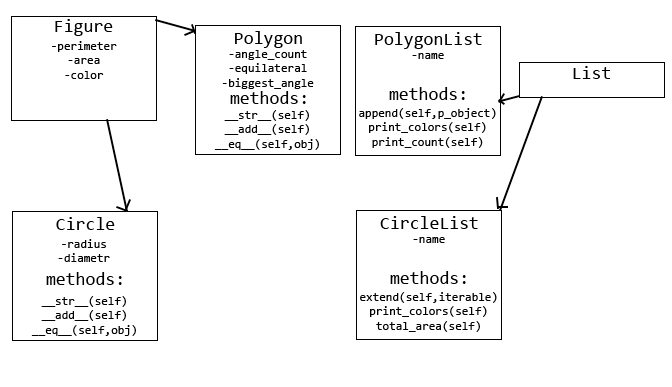 Figure
-perimeter
-area
-color
Polygon
-angle_count
-equilateral
-biggest_angle
methods:
__str__(self)
__add__(self)
__eq__(self,obj)
PolygonList
-name
methods:
append(self,p_object)
print_colors(self)
print_count(self)
List
Circle
-radius
-diametr
methods:
__str__(self)
__add__(self)
__eq__(self,obj)
CircleList
-name
methods:
extend(self,iterable)
print_colors(self)
total_area(self)